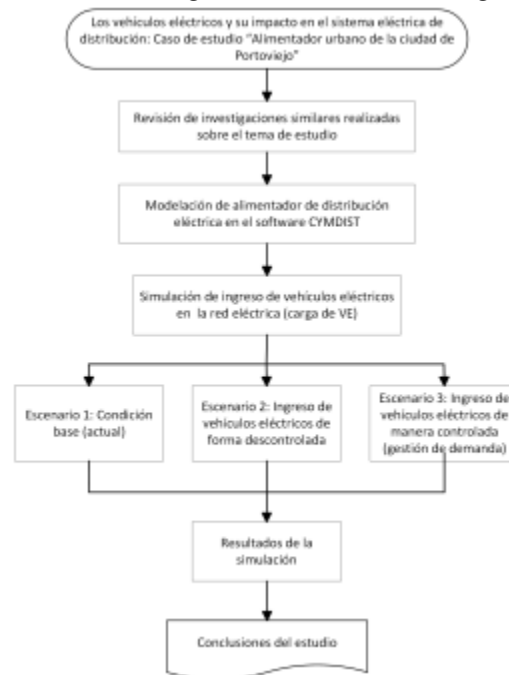 Los vehículos eléctricos y su impacto en el sistema eléctrica de
distribución: Caso de estudio "Alimentador urbano de la ciudad de
Portoviejo"
Revisión de investigaciones similares realizadas
sobre el tema de estudio
Modelación de alimentador de distribución
eléctrica en el software CYMDIST
Simulación de ingreso de vehículos eléctricos
en la red eléctrica (carga de VE)
Escenario 1: Condición
base (actual)
Escenario 2: Ingreso de
vehículos eléctricos de
forma descontrolada
Escenario 3: Ingreso de
vehículos eléctricos de
manera controlada
(gestión de demanda)
Resultados de la
simulación
Conclusiones del estudio